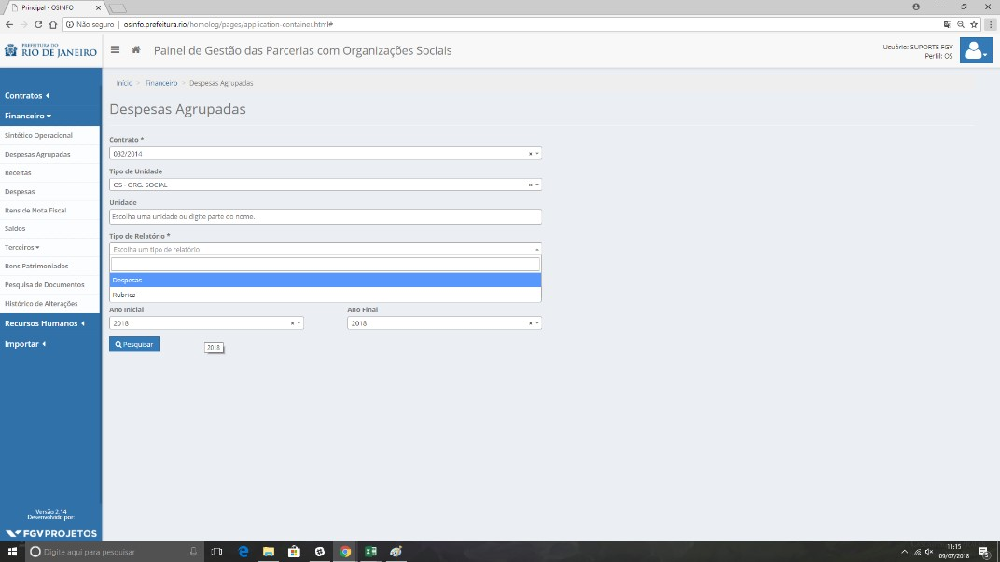 Principal - OSINFO
Não seguro | osinfo.prefeitura.rio/homolog/pages/application-container.html#
PREFEITURA DO
RIO DE JANEIRO
Painel de Gestão das Parcerias com Organizações Sociais
Usuário: SUPORTE FGV
Perfil: OS
Contratos
Financeiro
Sintético Operacional
Despesas Agrupadas
Receitas
Despesas
Itens de Nota Fiscal
Saldos
Terceiros
Bens Patrimoniados
Pesquisa de Documentos
Histórico de Alterações
Recursos Humanos
Importar
Versão 2.14
Desenvolvido por:
FGV PROJETOS
Início > Financeiro > Despesas Agrupadas
Despesas Agrupadas
Contrato *
032/2014
Tipo de Unidade
OS - ORG. SOCIAL
Unidade
Escolha uma unidade ou digite parte do nome.
Tipo de Relatório *
Escolha um tipo de relatório
Despesas
Rubrica
Ano Inicial
Ano Final
2018
2018
Pesquisar
2018
Digite aqui para pesquisar
11:15
09/07/2018